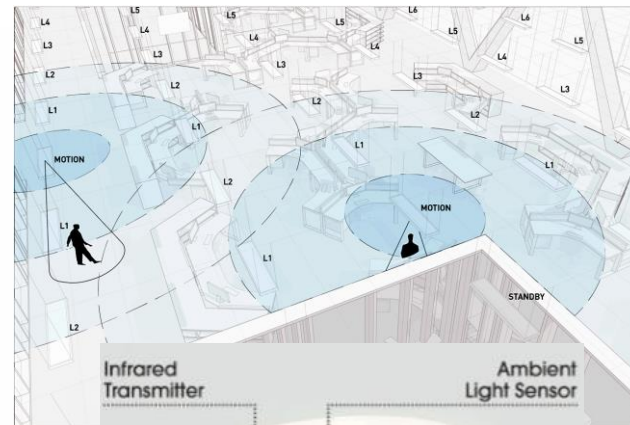 L5
L6
L4
L5
L6
L4
L5
L4
L5
L3
L4
L4
L3
L3
L2
L3
L3
L2
L2
L1
L2
L1
L1
L1
MOTION
L2
L1
MOTION
L1
L1
STANDBY
L2
Infrared
Transmitter
Ambient
Light Sensor